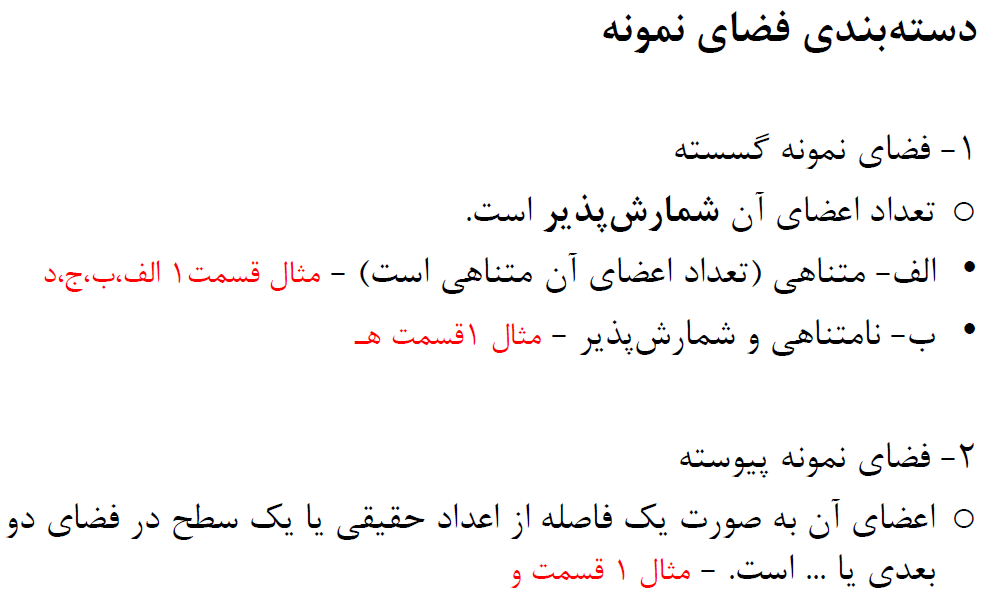 دسته‌بندی فضای نمونه
۱- فضای نمونه گسسته
○ تعداد اعضای آن شمارش‌پذیر است.
• الف- متناهی (تعداد اعضای آن متناهی است) - مثال قسمت۱ الف،ب،ج،د
• ب- نامتناهی و شمارش‌پذیر - مثال ۱قسمت هـ
۲- فضای نمونه پیوسته
○ اعضای آن به صورت یک فاصله از اعداد حقیقی یا یک سطح در فضای دو
بعدی یا ... است. - مثال ۱ قسمت و